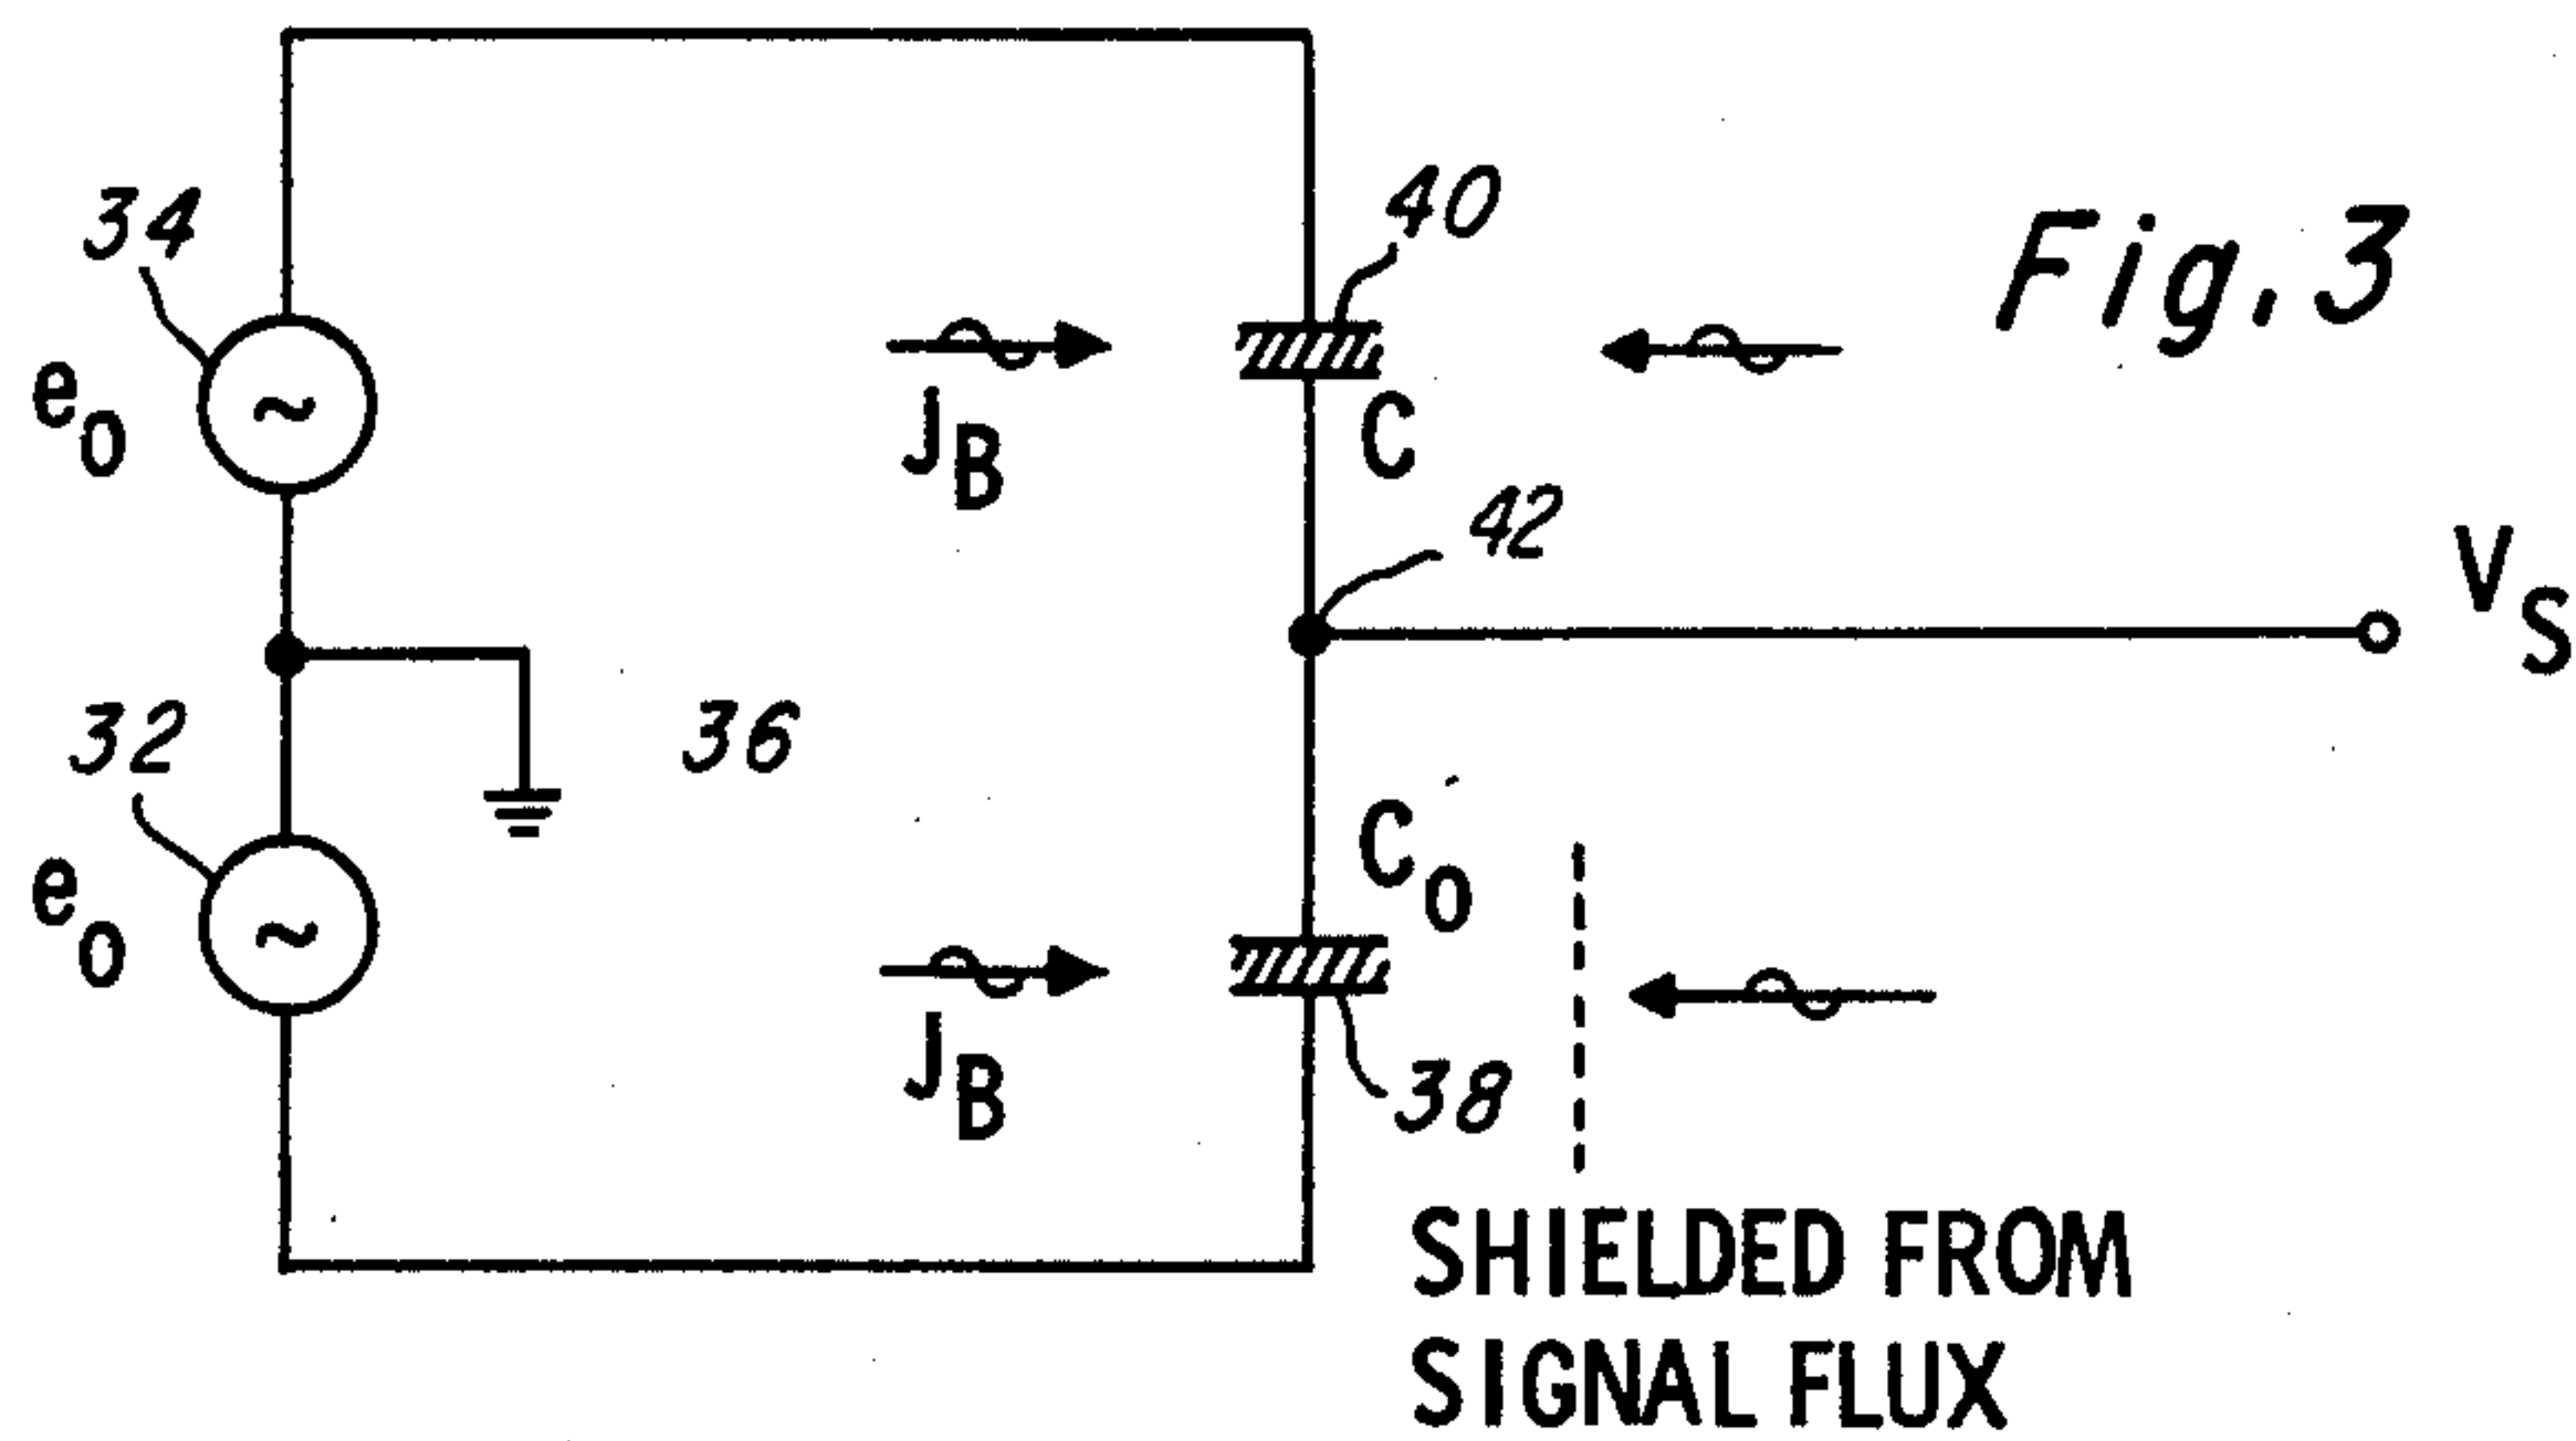 34
40
Fig. 3
e0
JB
C
42
VS
32
36
e0
C0
JB
38
SHIELDED FROM
SIGNAL FLUX